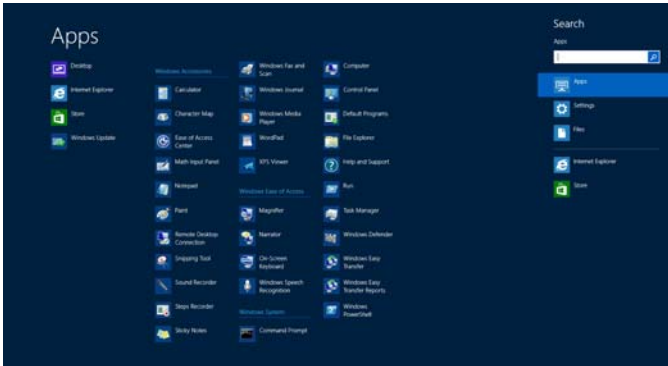 Apps
Desktop
Internet Explorer
Store
Windows Update
Windows Accessories
Calculator
Character Map
Ease of Access
Center
Math Input Panel
Notepad
Paint
Remote Desktop
Connection
Snipping Tool
Sound Recorder
Steps Recorder
Sticky Notes
Windows Fax and
Scan
Windows Journal
Windows Media
Player
WordPad
XPS Viewer
Windows Ease of Access
Magnifier
Narrator
On-Screen
Keyboard
Windows Speech
Recognition
Windows System
Command Prompt
Computer
Control Panel
Default Programs
File Explorer
Help and Support
Run
Task Manager
Windows Defender
Windows Easy
Transfer
Windows Easy
Transfer Reports
Windows
PowerShell
Search
Apps
Apps
Settings
Files
Internet Explorer
Store